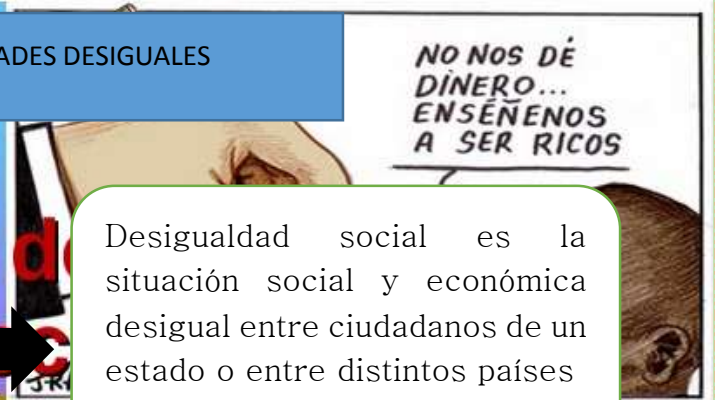 ADES DESIGUALES
NO NOS DÉ
DINERO...
ENSÉÑENOS
A SER RICOS
Desigualdad social es la
situación social y económica
desigual entre ciudadanos de un
estado o entre distintos países